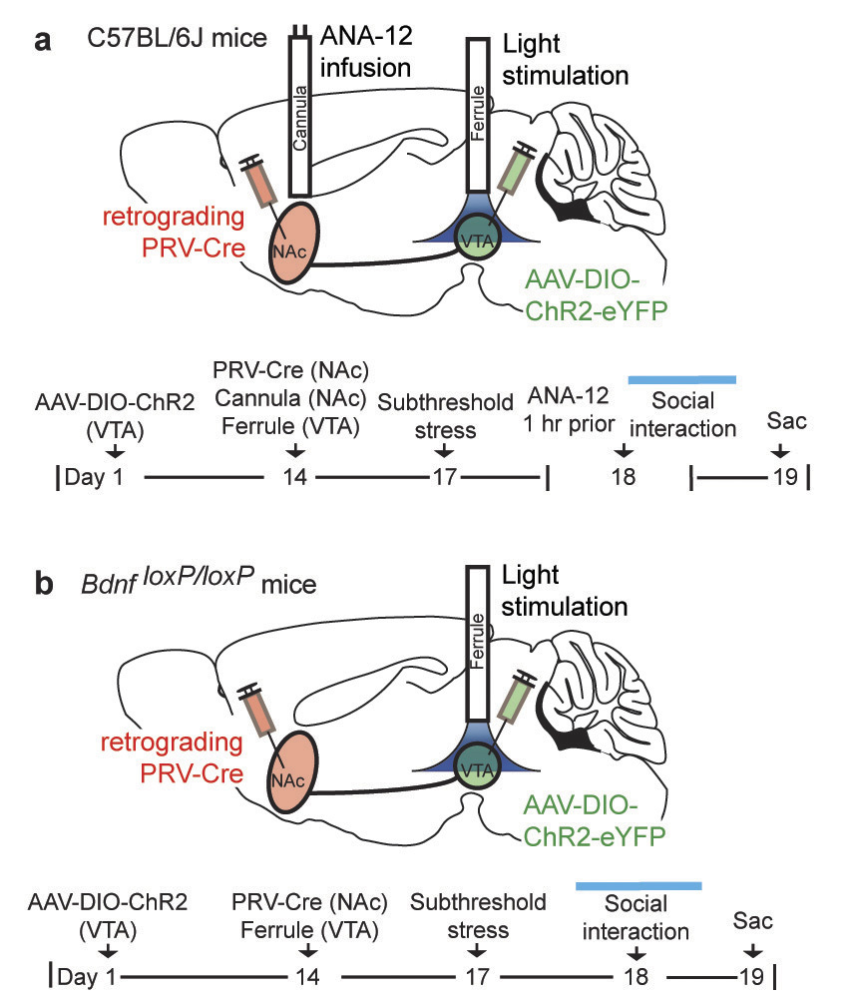 a C57BL/6J mice
ANA-12
infusion
Light
stimulation
Cannula
Ferrule
retrograding
PRV-Cre
NAc
VTA
AAV-DIO-
ChR2-eYFP
AAV-DIO-ChR2
(VTA)
PRV-Cre (NAc)
Cannula (NAc)
Ferrule (VTA)
Subthreshold
stress
ANA-12
1 hr prior
Social
interaction
Sac
Day 1 14 17 18 19
b Bdnf loxP/loxP mice
Light
stimulation
Ferrule
retrograding
PRV-Cre
NAc
VTA
AAV-DIO-
ChR2-eYFP
AAV-DIO-ChR2
(VTA)
PRV-Cre (NAc)
Ferrule (VTA)
Subthreshold
stress
Social
interaction
Sac
Day 1 14 17 18 19